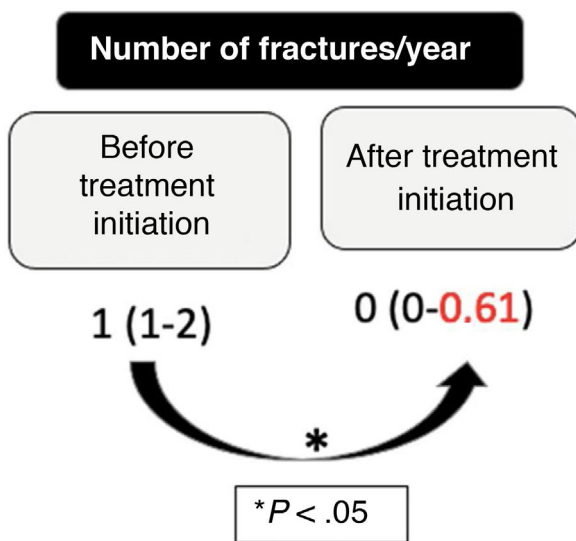 Number of fractures/year
Before
treatment
initiation
After treatment
initiation
1 (1-2)
0 (0-0.61)
*
*P < .05